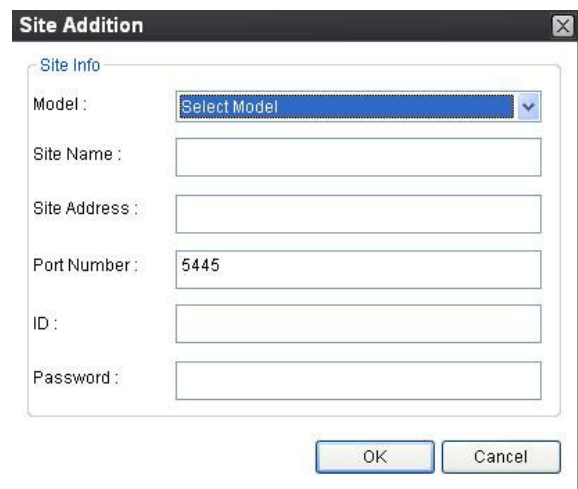 Site Addition
Site Info
Model :
Select Model
Site Name :
Site Address :
Port Number :
5445
ID :
Password :
OK
Cancel